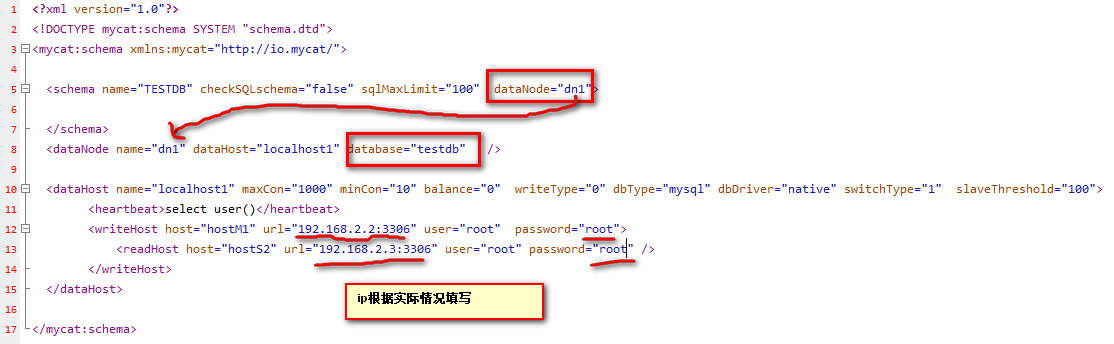 1 <?xml version="1.0"?>
2 <!DOCTYPE mycat:schema SYSTEM "schema.dtd">
3 <mycat:schema xmlns:mycat="http://io.mycat/">
4
5 <schema name="TESTDB" checkSQLschema="false" sqlMaxLimit="100" dataNode="dn1">
6
7 </schema>
8 <dataNode name="dn1" dataHost="localhost1" database="testdb" />
9
10 <dataHost name="localhost1" maxCon="1000" minCon="10" balance="0" writeType="0" dbType="mysql" dbDriver="native" switchType="1" slaveThreshold="100">
11 <heartbeat>select user()</heartbeat>
12 <writeHost host="hostM1" url="192.168.2.2:3306" user="root" password="root">
13 <readHost host="hostS2" url="192.168.2.3:3306" user="root" password="root" />
14 </writeHost>
15 </dataHost>
ip根据实际情况填写
16
17 </mycat:schema>